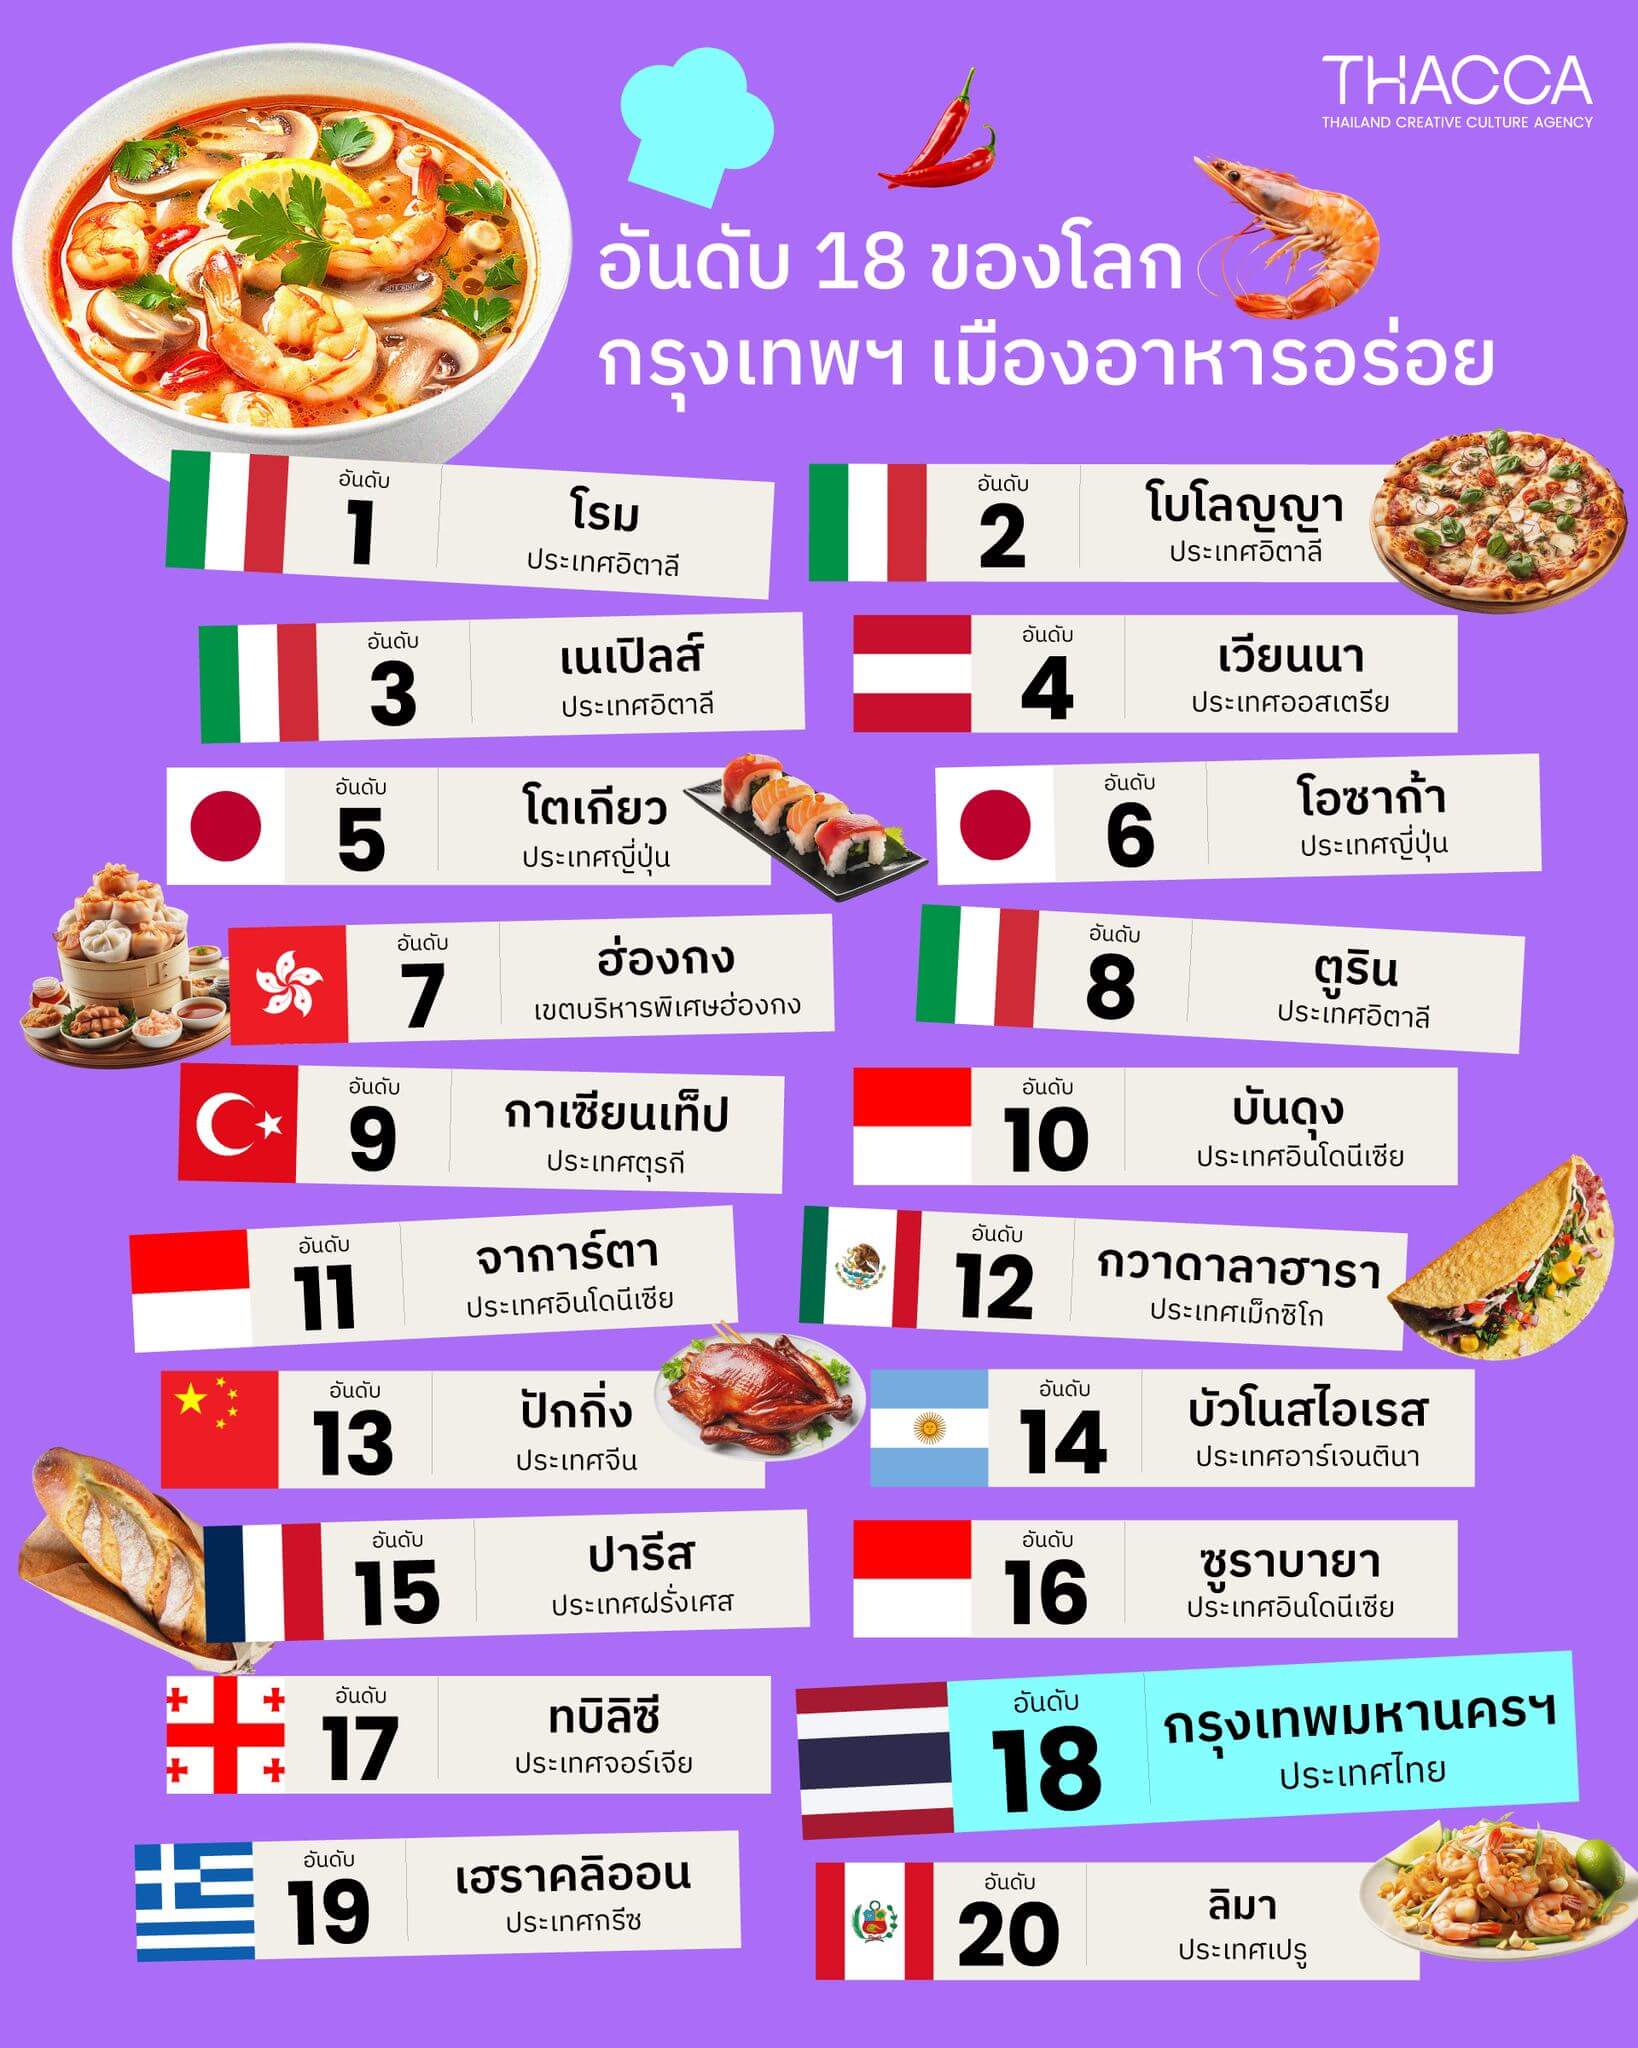 THACCA
THAILAND CREATIVE CULTURE AGENCY
อันดับ 18 ของโลก
กรุงเทพฯ เมืองอาหารอร่อย
อันดับ
1
โรม
ประเทศอิตาลี
อันดับ
2
โบโลญญา
ประเทศอิตาลี
อันดับ
3
เนเปิลส์
ประเทศอิตาลี
อันดับ
4
เวียนนา
ประเทศออสเตรีย
อันดับ
5
โตเกียว
ประเทศญี่ปุ่น
อันดับ
6
โอซาก้า
ประเทศญี่ปุ่น
อันดับ
7
ฮ่องกง
เขตบริหารพิเศษฮ่องกง
อันดับ
8
ตูริน
ประเทศอิตาลี
อันดับ
9
กาเซียนเท็ป
ประเทศตุรกี
อันดับ
10
บันดุง
ประเทศอินโดนีเซีย
อันดับ
11
จาการ์ตา
ประเทศอินโดนีเซีย
อันดับ
12
กวาดาลาฮารา
ประเทศเม็กซิโก
อันดับ
13
ปักกิ่ง
ประเทศจีน
อันดับ
14
บัวโนสไอเรส
ประเทศอาร์เจนตินา
อันดับ
15
ปารีส
ประเทศฝรั่งเศส
อันดับ
16
ซูราบายา
ประเทศอินโดนีเซีย
อันดับ
17
ทบิลิซี
ประเทศจอร์เจีย
อันดับ
18
กรุงเทพมหานครฯ
ประเทศไทย
อันดับ
19
เฮราคลิออน
ประเทศกรีซ
อันดับ
20
ลิมา
ประเทศเปรู